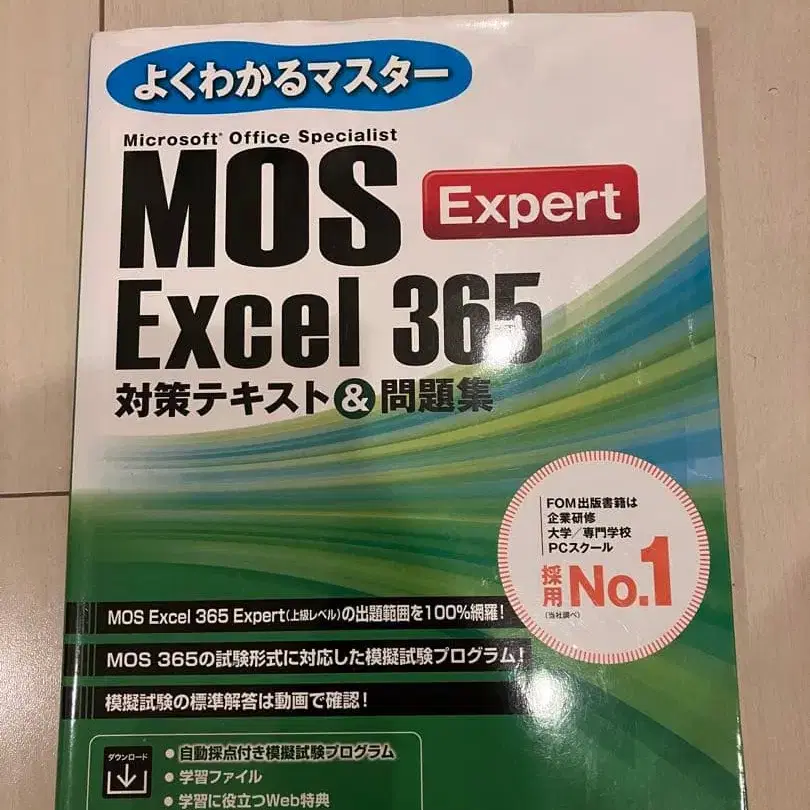 よくわかるマスター
Microsoft® Office Specialist
MOS
Expert
Excel 365
対策テキスト&問題集
FOM出版書籍は
企業研修
大学/専門学校
PCスクール
採用 No.1
(当社調べ)
MOS Excel 365 Expert(上級レベル)の出題範囲を100%網羅!
MOS 365の試験形式に対応した模擬試験プログラム!
模擬試験の標準解答は動画で確認!
ダウンロード
● 自動採点付き模擬試験プログラム
● 学習ファイル
● 学習に役立つWeb特典